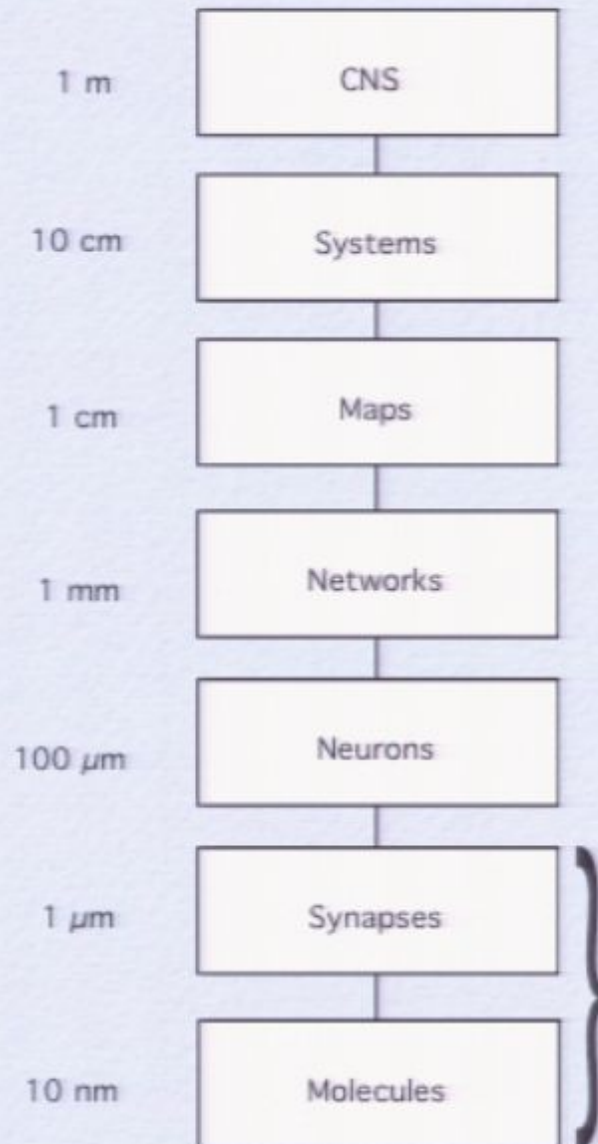 1 m CNS
10 cm Systems
1 cm Maps
1 mm Networks
100 μm Neurons
1 μm Synapses
10 nm Molecules